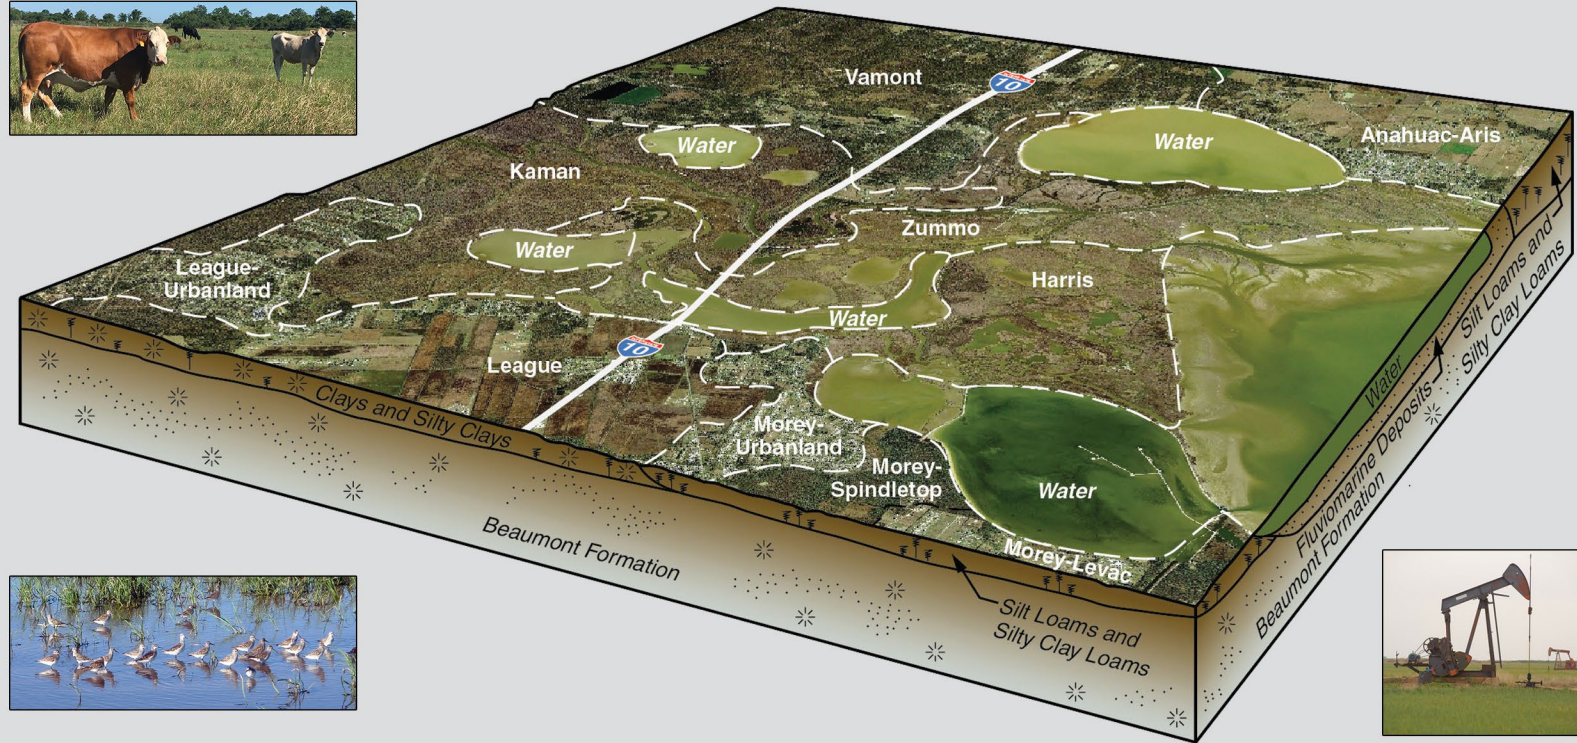 Vamont
10
Water
Anahuac-Aris
Water
Kaman
Zummo
Water
League-
Urbanland
Harris
Water
10
League
Clays and Silty Clays
Morey-
Urbanland
Morey-
Spindletop
Water
Morey-Levac
Beaumont Formation
Silt Loams and
Silty Clay Loams
Water
Fluviomarine Deposits
Beaumont Formation
Silt Loams and
Silty Clay Loams